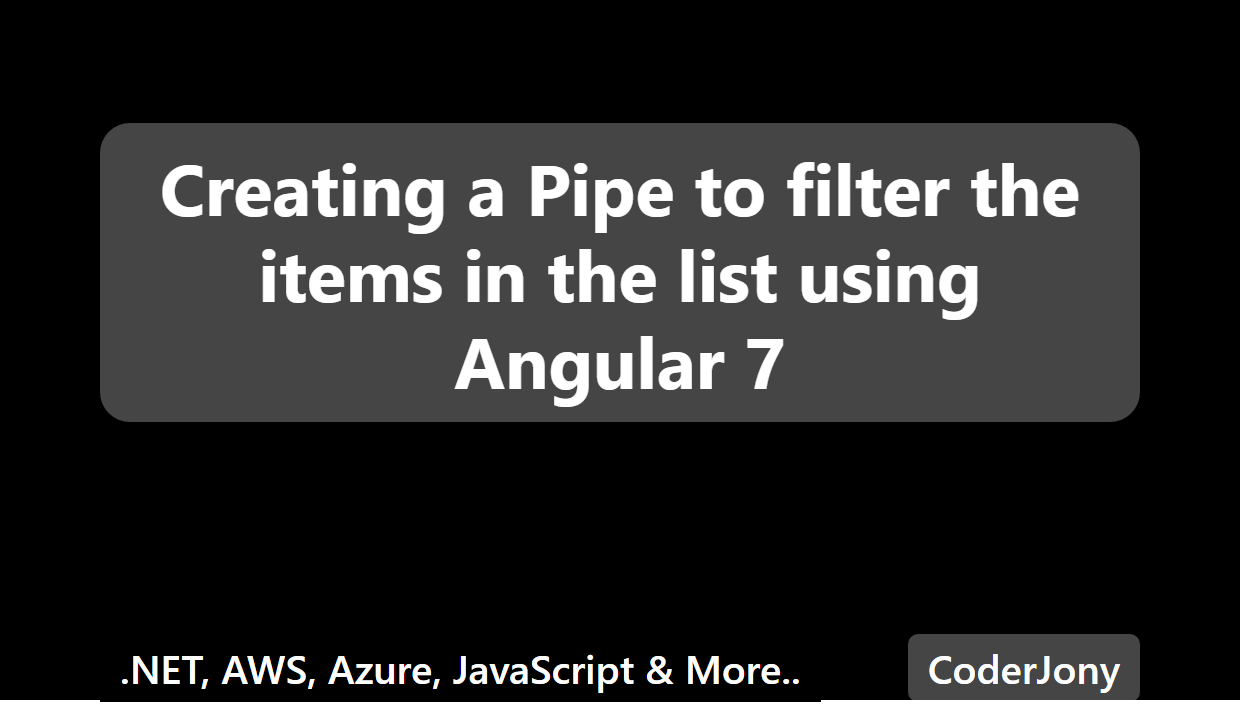 Creating a Pipe to filter the
items in the list using
Angular 7
.NET, AWS, Azure, JavaScript & More..
CoderJony